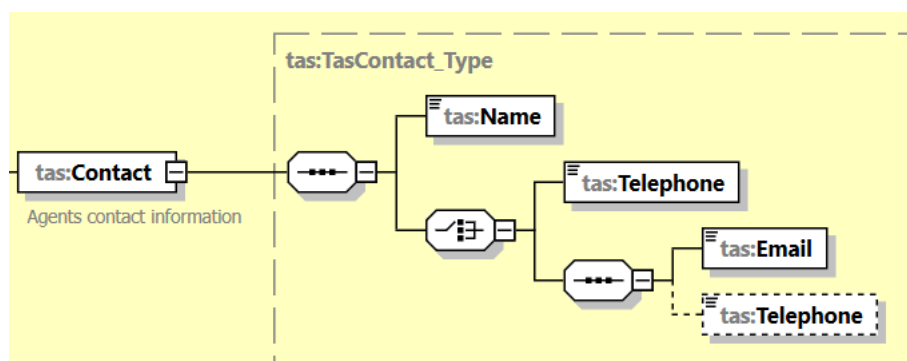 tas:TasContact_Type
tas:Name
tas:Contact
Agents contact information
tas:Telephone
tas:Email
tas:Telephone